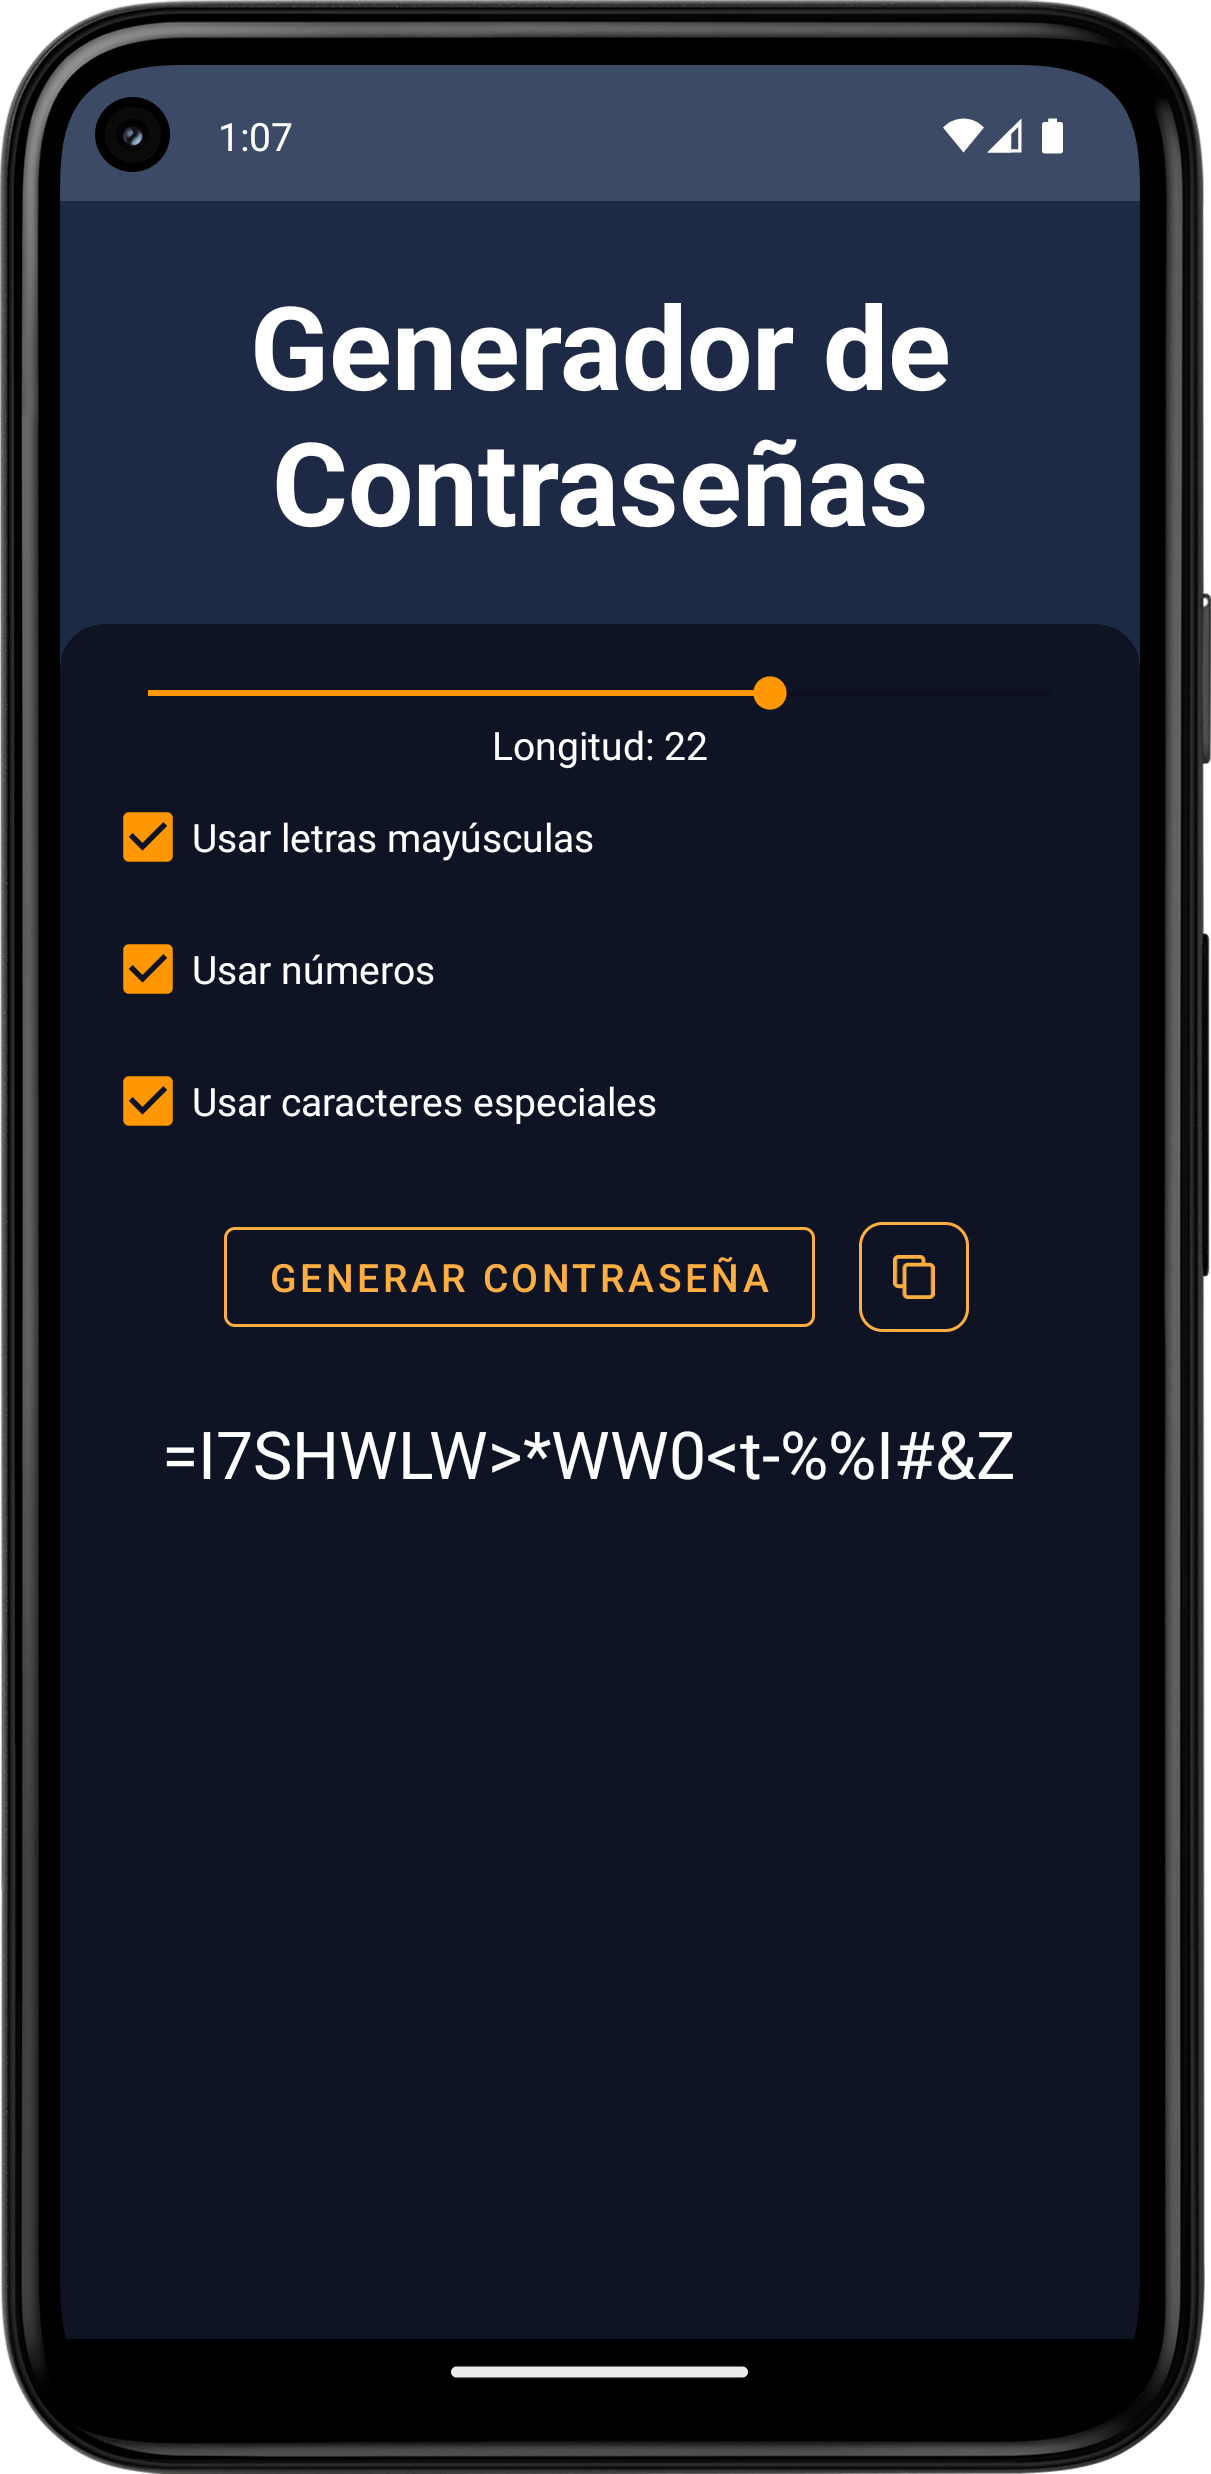 1:07
Generador de
Contraseñas
Longitud: 22
Usar letras mayúsculas
Usar números
Usar caracteres especiales
GENERAR CONTRASEÑA
=I7SHWLW>*WW0<t-%%I#&Z